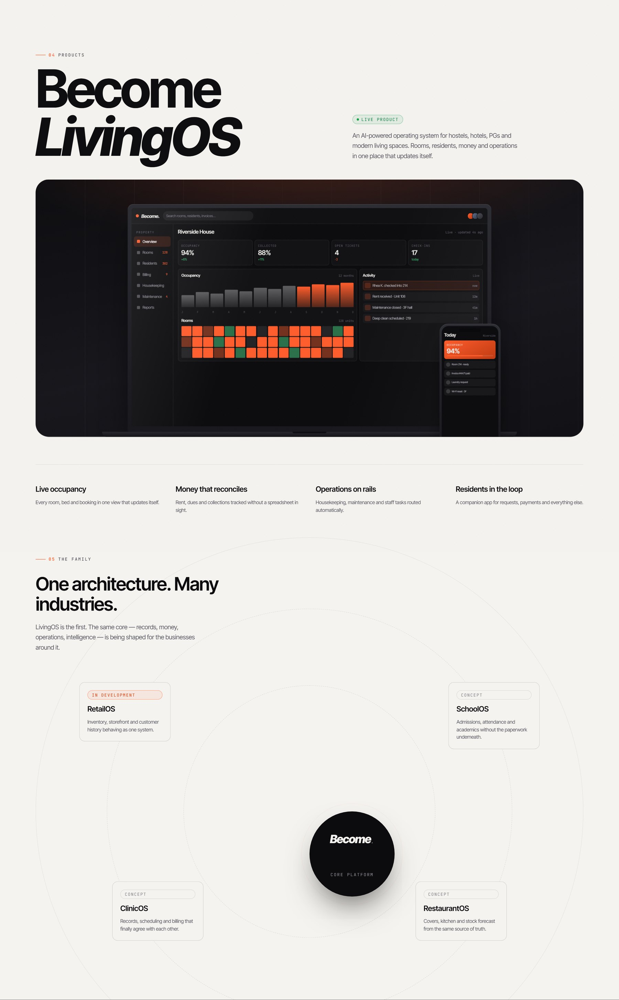 04 PRODUCTS
Become
LivingOS
LIVE PRODUCT
An AI-powered operating system for hostels, hotels, PGs and
modern living spaces. Rooms, residents, money and operations
in one place that updates itself.
Become.
Search rooms, residents, invoices...
PROPERTY
Overview
Rooms 128
Residents 302
Billing 9
Housekeeping
Maintenance 4
Reports
Riverside House
Live · updated 4s ago
OCCUPANCY
94%
+6%
COLLECTED
88%
+11%
OPEN TICKETS
4
-3
CHECK-INS
17
today
Occupancy
12 months
J F M A M J J A S O N D
Rooms
128 units
Activity
Live
Rhea K. checked into 214 now
Rent received · Unit 108 12m
Maintenance closed · 3F hall 41m
Deep clean scheduled · 219 1h
Today
Riverside
OCCUPANCY
94%
Room 214 · ready
Invoice #4471 paid
Laundry request
Wi-Fi reset · 3F
Live occupancy
Every room, bed and booking in one view that updates itself.
Money that reconciles
Rent, dues and collections tracked without a spreadsheet in
sight.
Operations on rails
Housekeeping, maintenance and staff tasks routed
automatically.
Residents in the loop
A companion app for requests, payments and everything else.
05 THE FAMILY
One architecture. Many
industries.
LivingOS is the first. The same core — records, money,
operations, intelligence — is being shaped for the businesses
around it.
IN DEVELOPMENT
RetailOS
Inventory, storefront and customer
history behaving as one system.
CONCEPT
SchoolOS
Admissions, attendance and
academics without the paperwork
underneath.
Become.
CORE PLATFORM
CONCEPT
ClinicOS
Records, scheduling and billing that
finally agree with each other.
CONCEPT
RestaurantOS
Covers, kitchen and stock forecast
from the same source of truth.